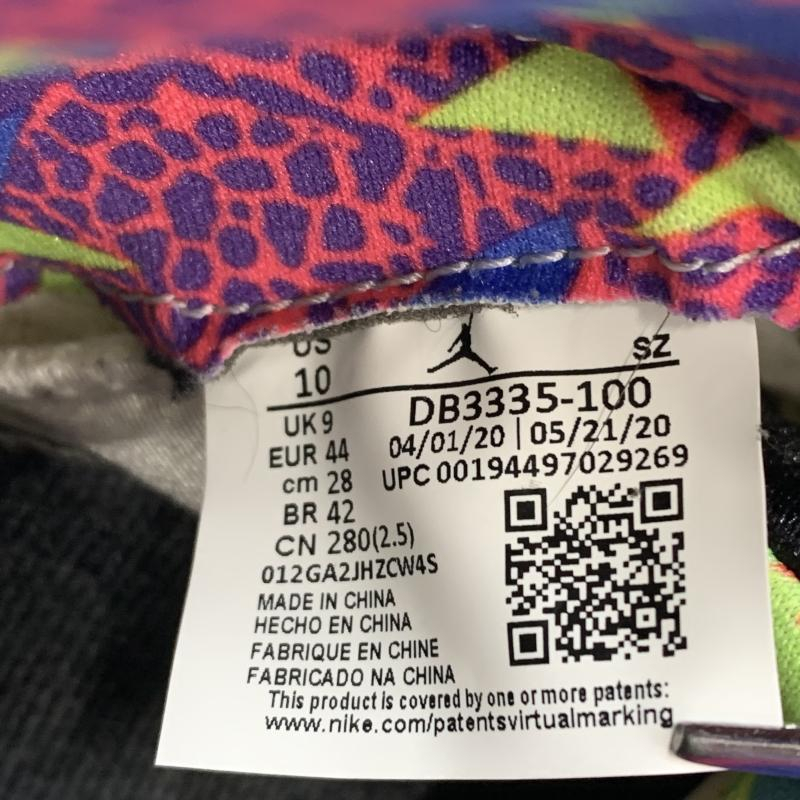 US
SZ
10
DB3335-100
UK 9
04/01/20 | 05/21/20
EUR 44
UPC 00194497029269
cm 28
BR 42
CN 280(2.5)
012GA2JHZCW4S
MADE IN CHINA
HECHO EN CHINA
FABRIQUE EN CHINE
FABRICADO NA CHINA
This product is covered by one or more patents:
www.nike.com/patentsvirtualmarking